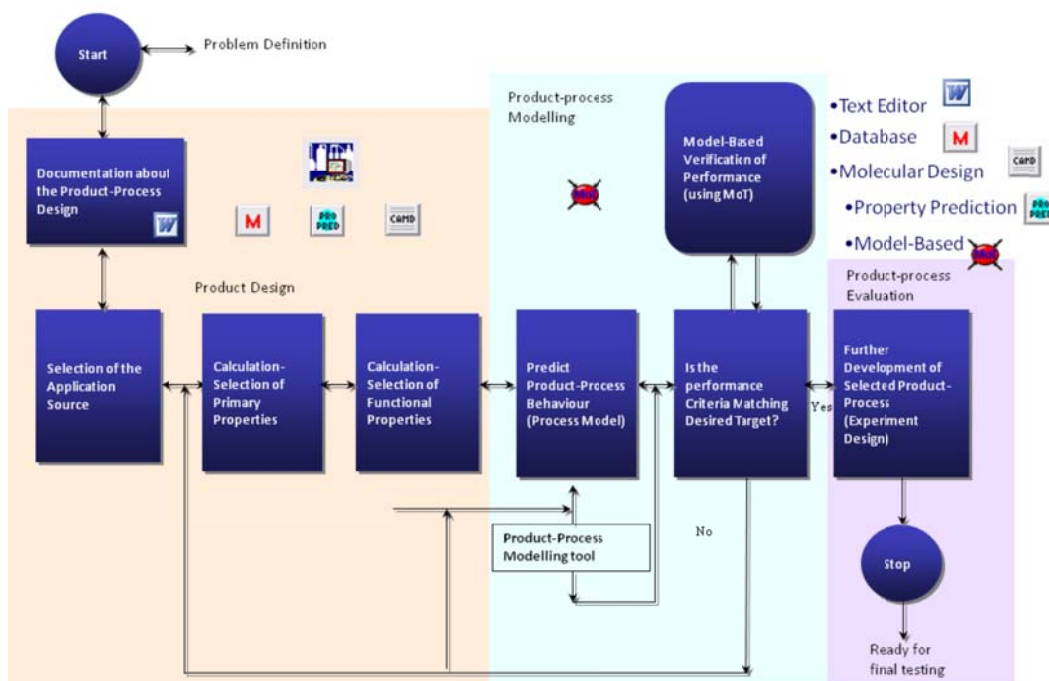 Start
Problem Definition
Documentation about
the Product-Process
Design
W
M
PRO
PRED
CAMD
Product Design
Product-process
Modelling
MoT
Model-Based
Verification of
Performance
(using MoT)
•Text Editor W
•Database M
•Molecular Design CAMD
•Property Prediction PRO
PRED
•Model-Based MoT
Product-process
Evaluation
Selection of the
Application
Source
Calculation-
Selection of
Primary
Properties
Calculation-
Selection of
Functional
Properties
Predict
Product-Process
Behaviour
(Process Model)
Is the
performance
Criteria Matching
Desired Target?
Yes
Further
Development of
Selected Product-
Process
(Experiment
Design)
Product-Process
Modelling tool
No
Stop
Ready for
final testing